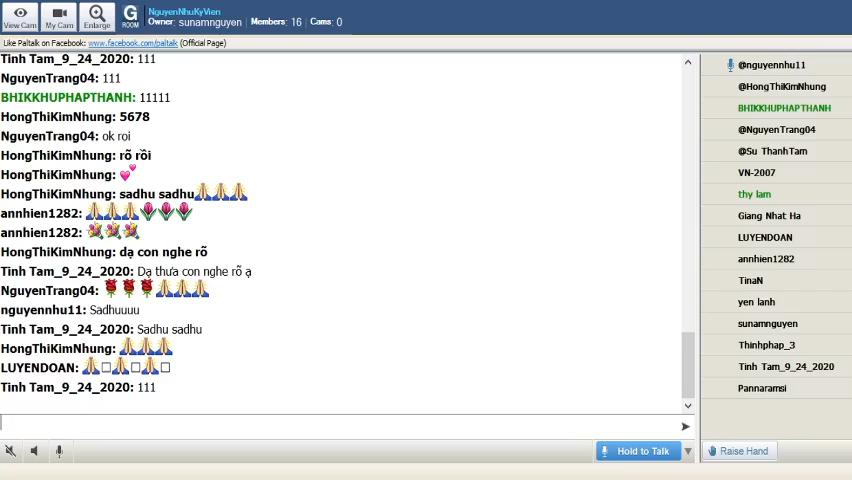 View Cam
My Cam
Enlarge
G
ROOM
NguyenNhuKyVien
Owner: sunamnguyen | Members: 16 | Cams: 0
Like Paltalk on Facebook: www.facebook.com/paltalk (Official Page)
Tinh Tam_9_24_2020: 111
NguyenTrang04: 111
BHIKKHUPHAPTHANH: 11111
HongThiKimNhung: 5678
NguyenTrang04: ok roi
HongThiKimNhung: rõ rồi
HongThiKimNhung: 💕
HongThiKimNhung: sadhu sadhu🙏🙏🙏
annhien1282: 🙏🙏🙏🌷🌷🌷
annhien1282: 💐💐💐
HongThiKimNhung: dạ con nghe rõ
Tinh Tam_9_24_2020: Dạ thưa con nghe rõ ạ
NguyenTrang04: 🌹🌹🌹🙏🙏🙏
nguyennhu11: Sadhuuuu
Tinh Tam_9_24_2020: Sadhu sadhu
HongThiKimNhung: 🙏🙏🙏
LUYENDOAN: 🙏□🙏□🙏□
Tinh Tam_9_24_2020: 111
Hold to Talk
@nguyennhu11
@HongThiKimNhung
BHIKKHUPHAPTHANH
@NguyenTrang04
@Su ThanhTam
VN-2007
thy lam
Giang Nhat Ha
LUYENDOAN
annhien1282
TinaN
yen lanh
sunamnguyen
Thinhphap_3
Tinh Tam_9_24_2020
Pannaramsi
Raise Hand